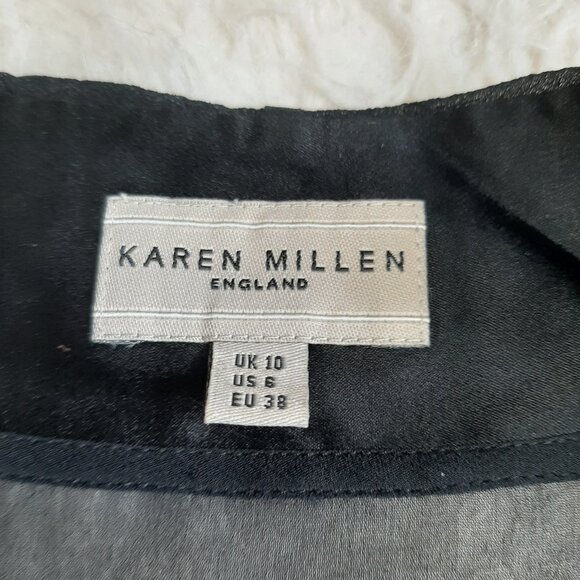 KAREN MILLEN
ENGLAND
UK 10
US 6
EU 38